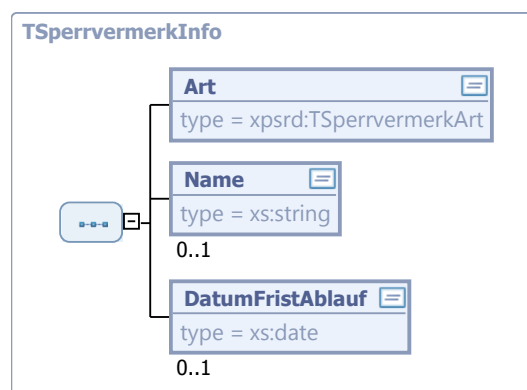 TSperrvermerkInfo
Art
type = xpsrd:TSperrvermerkArt
Name
type = xs:string
0..1
DatumFristAblauf
type = xs:date
0..1